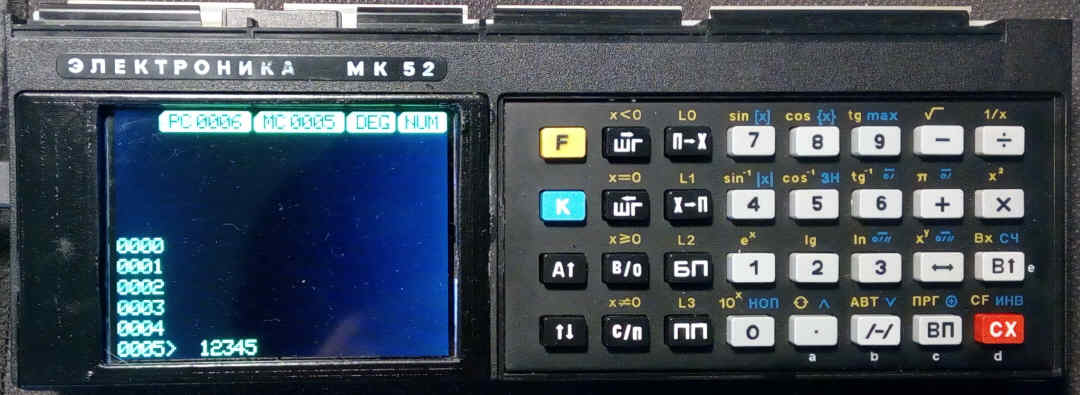 ЭЛЕКТРОНИКА МК 52
PC 0006 MC 0005 DEG NUM
0000
0001
0002
0003
0004
0005> 12345
x<0 L0 sin [x] cos {x} tg max √ 1/x
F ШГ П→X 7 8 9 − ÷
x=0 L1 sin⁻¹ |x| cos⁻¹ ЗН tg⁻¹ π x²
K ШГ X→П 4 5 6 + ×
x≥0 L2 eˣ lg ln xʸ Вx СЧ
А↑ В/О БП 1 2 3 ↔ В↑ e
x≠0 L3 10ˣ НОП ∧ АВТ ∨ ПРГ ⊕ CF ИНВ
↑↓ С/П ПП 0 · /−/ ВП СХ
a b c d